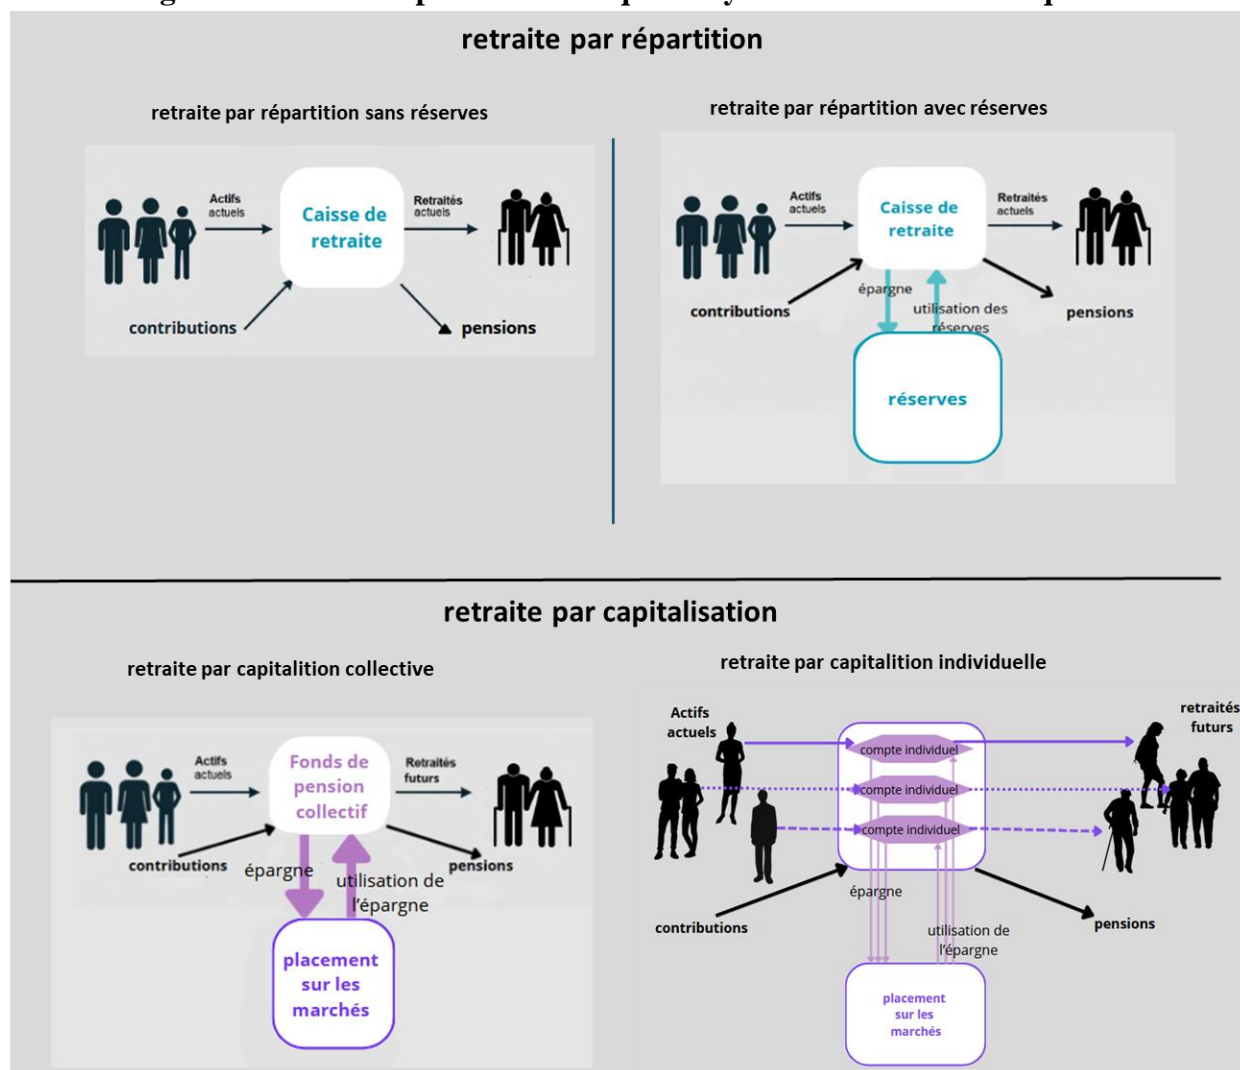 retraite par répartition
retraite par répartition sans réserves
Actifs
actuels
Caisse de
retraite
Retraités
actuels
contributions
pensions
retraite par répartition avec réserves
Actifs
actuels
Caisse de
retraite
Retraités
actuels
épargne
utilisation des
réserves
contributions
pensions
réserves
retraite par capitalisation
retraite par capitalition collective
Actifs
actuels
Fonds de
pension
collectif
Retraités
futurs
contributions
épargne
utilisation de
l'épargne
pensions
placement
sur les
marchés
retraite par capitalition individuelle
Actifs
actuels
retraités
futurs
compte individuel
compte individuel
compte individuel
épargne
contributions
utilisation de
l'épargne
pensions
placement
sur les
marchés